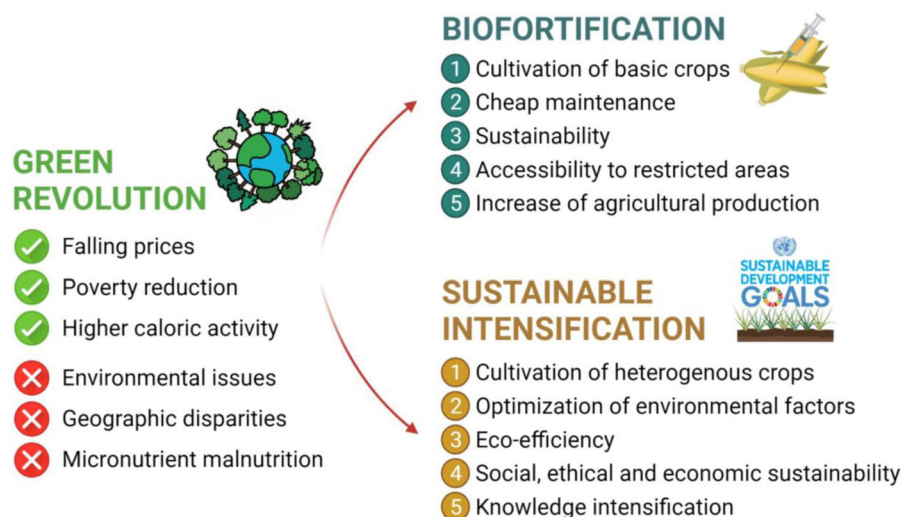 GREEN
REVOLUTION
Falling prices
Poverty reduction
Higher caloric activity
Environmental issues
Geographic disparities
Micronutrient malnutrition
BIOFORTIFICATION
1 Cultivation of basic crops
2 Cheap maintenance
3 Sustainability
4 Accessibility to restricted areas
5 Increase of agricultural production
SUSTAINABLE
INTENSIFICATION
SUSTAINABLE
DEVELOPMENT
GOALS
1 Cultivation of heterogenous crops
2 Optimization of environmental factors
3 Eco-efficiency
4 Social, ethical and economic sustainability
5 Knowledge intensification